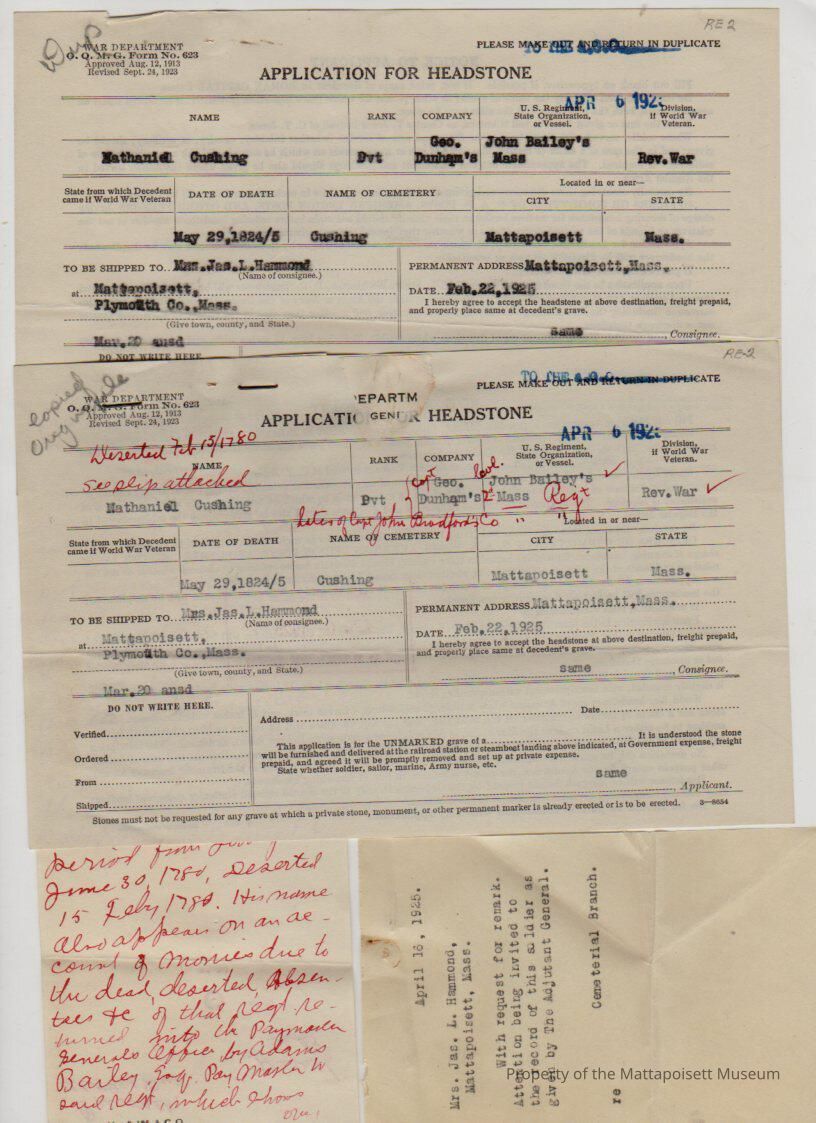 RE 2
Dup
WAR DEPARTMENT
O. Q. M. G. Form No. 623
Approved Aug. 12, 1913
Revised Sept. 24, 1923
PLEASE MAKE OUT AND RETURN IN DUPLICATE
TO THE A.G.O.
APPLICATION FOR HEADSTONE
APR 6 192
NAME
RANK
COMPANY
U. S. Regiment,
State Organization,
or Vessel.
Division,
if World War
Veteran.
Nathaniel Cushing
Pvt
Geo.
Dunham's
John Bailey's
Mass
Rev.War
State from which Decedent
came if World War Veteran
DATE OF DEATH
NAME OF CEMETERY
Located in or near—
CITY
STATE
May 29,1824/5
Cushing
Mattapoisett
Mass.
TO BE SHIPPED TO Mrs.Jas.L.Hammond
(Name of consignee.)
at Mattapoisett,
Plymouth Co.,Mass.
(Give town, county, and State.)
Mar.20 ansd
DO NOT WRITE HERE.
PERMANENT ADDRESS Mattapoisett,Mass.
DATE Feb.22,1925
I hereby agree to accept the headstone at above destination, freight prepaid,
and properly place same at decedent's grave.
same , Consignee.
RE-2
copied
Orig
WAR DEPARTMENT
O. Q. M. G. Form No. 623
Approved Aug. 12, 1913
Revised Sept. 24, 1923
EPARTM
GENE
PLEASE MAKE OUT AND RETURN IN DUPLICATE
TO THE A.G.O.
APPLICATIO R HEADSTONE
APR 6 192
Deserted Feb 15/1780
see slip attached
NAME
RANK
COMPANY
U. S. Regiment,
State Organization,
or Vessel.
Division,
if World War
Veteran.
Nathaniel Cushing
Pvt
Capt
Geo.
Dunham's
Col.
John Bailey's
2d Mass Regt
Rev.War
later of Capt John Bradford's Co " "
State from which Decedent
came if World War Veteran
DATE OF DEATH
NAME OF CEMETERY
Located in or near—
CITY
STATE
May 29,1824/5
Cushing
Mattapoisett
Mass.
TO BE SHIPPED TO Mrs.Jas.L.Hammond
(Name of consignee.)
at Mattapoisett,
Plymouth Co.,Mass.
(Give town, county, and State.)
Mar.20 ansd
PERMANENT ADDRESS Mattapoisett,Mass.
DATE Feb.22,1925
I hereby agree to accept the headstone at above destination, freight prepaid,
and properly place same at decedent's grave.
same , Consignee.
DO NOT WRITE HERE.
Verified
Ordered
From
Shipped
Address Date
This application is for the UNMARKED grave of a It is understood the stone
will be furnished and delivered at the railroad station or steamboat landing above indicated, at Government expense, freight
prepaid, and agreed it will be promptly removed and set up at private expense.
State whether soldier, sailor, marine, Army nurse, etc.
same
, Applicant.
Stones must not be requested for any grave at which a private stone, monument, or other permanent marker is already erected or is to be erected. 3—8654
period from
June 30, 1780, Deserted
15 Feby 1780. His name
also appears on an ac-
count of monies due to
the dead, deserted, Absen-
tees &c of that regt re-
turned into the Paymaster
Generals Office by Adams
Bailey Esq. Pay Master to
said regt, which shows
over
April 16, 1925.
Mrs. Jas. L. Hammond,
Mattapoisett, Mass.
With request for remark.
Attention being invited to
the record of this soldier as
given by The Adjutant General.
Cemeterial Branch.
re
Property of the Mattapoisett Museum